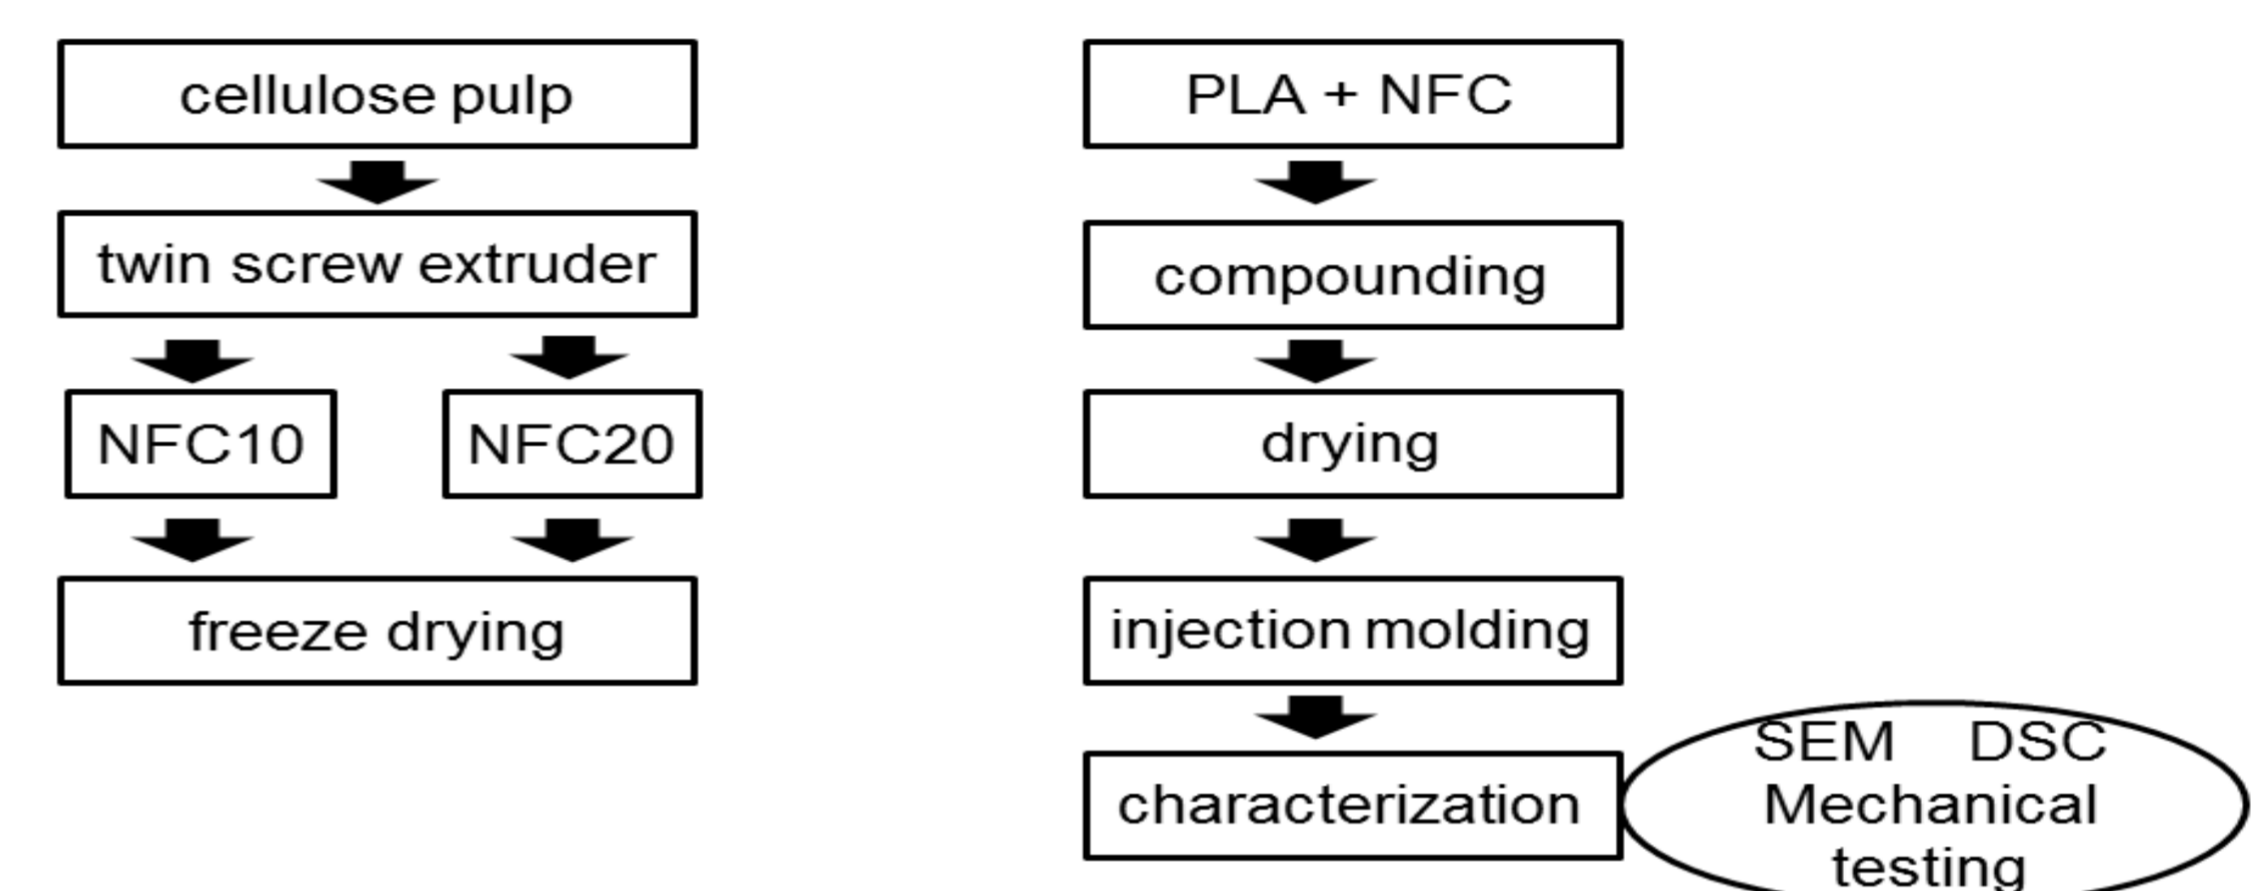 cellulose pulp
twin screw extruder
NFC10
NFC20
freeze drying
PLA + NFC
compounding
drying
injection molding
characterization
SEM DSC
Mechanical
testing